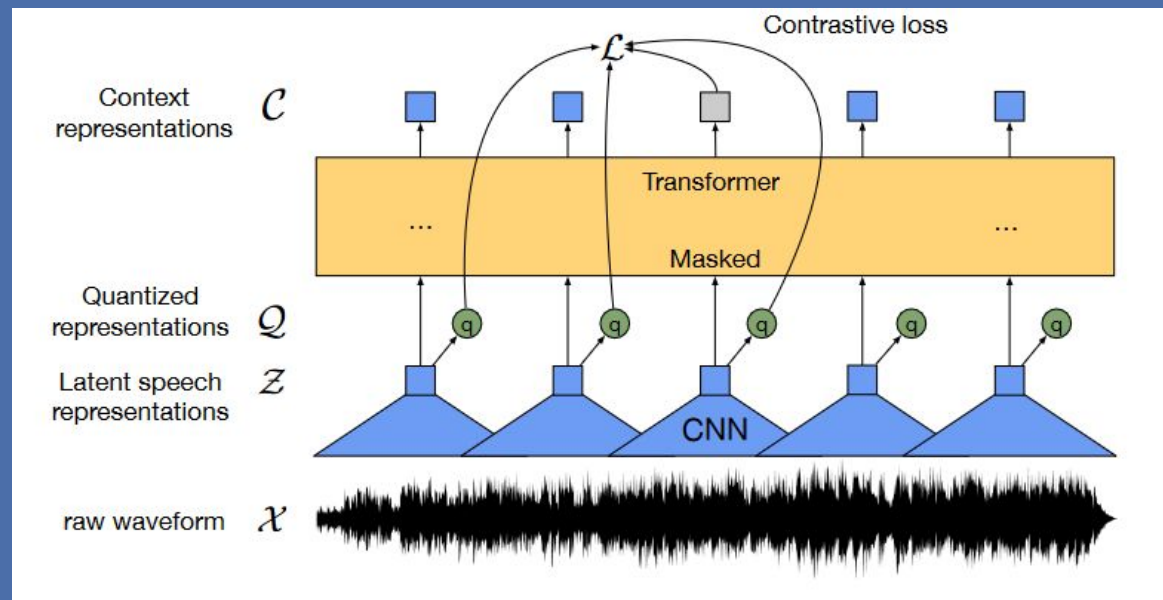 Contrastive loss
ℒ
Context
representations 𝒞
Transformer
... ...
Masked
Quantized
representations 𝒬
q q q q q
Latent speech
representations 𝒵
CNN
raw waveform 𝒳